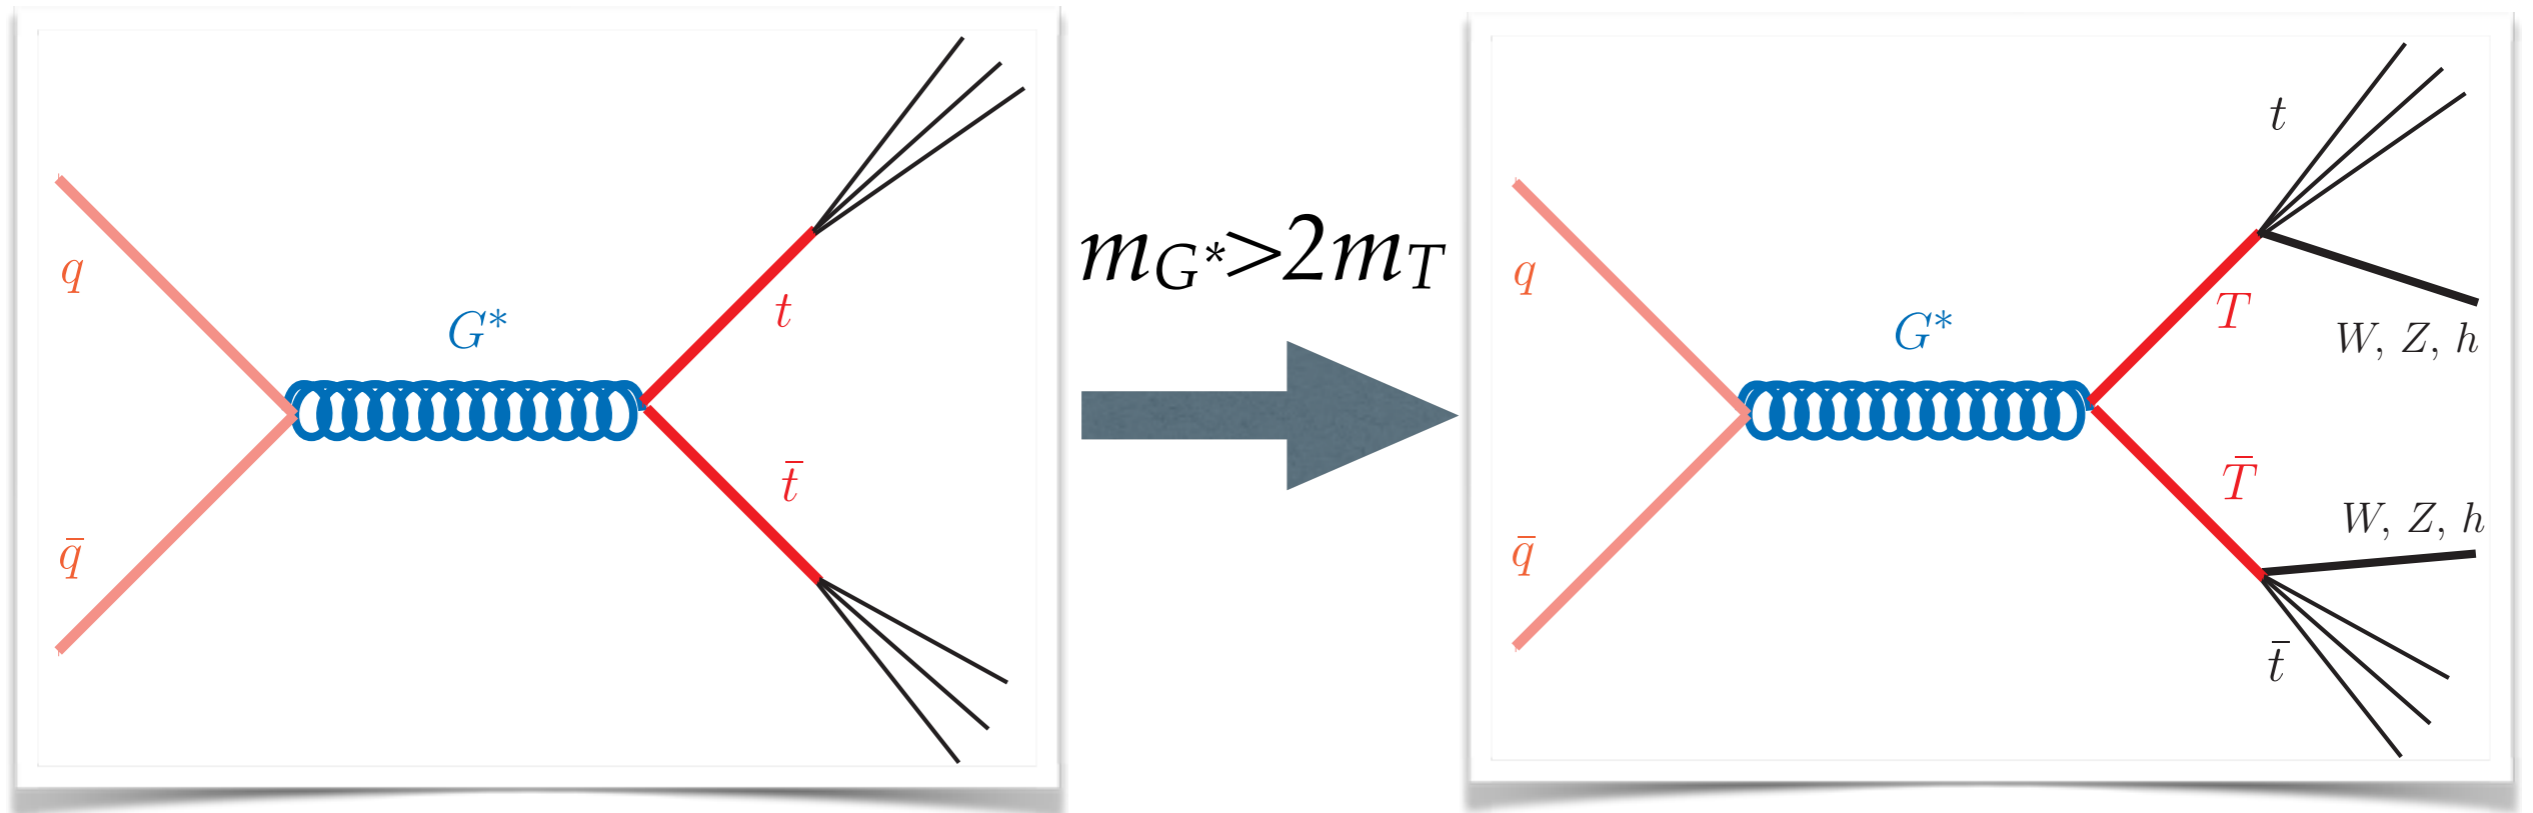 q
q̄
G*
t
t̄
m_{G*}>2m_T
q
q̄
G*
T
T̄
t
W, Z, h
W, Z, h
t̄